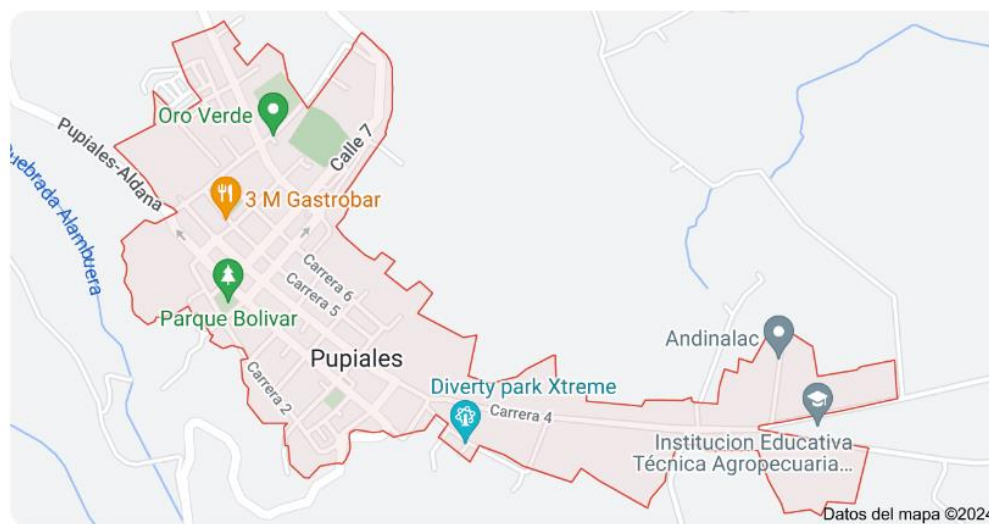 Oro Verde
Calle 7
Pupiales-Aldana
Quebrada Alambuera
3 M Gastrobar
Carrera 6
Carrera 5
Parque Bolivar
Pupiales
Andinalac
Carrera 2
Diverty park Xtreme
Carrera 4
Institucion Educativa
Técnica Agropecuaria...
Datos del mapa ©2024